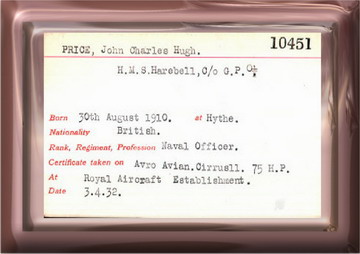 PRICE, John Charles Hugh. 10451
H.M.S.Harebell,c/o G.P.O.
Born 30th August 1910. at Hythe.
Nationality British.
Rank, Regiment, Profession Naval Officer.
Certificate taken on Avro Avian.CirrusII. 75 H.P.
At Royal Aircraft Establishment.
Date 3.4.32.